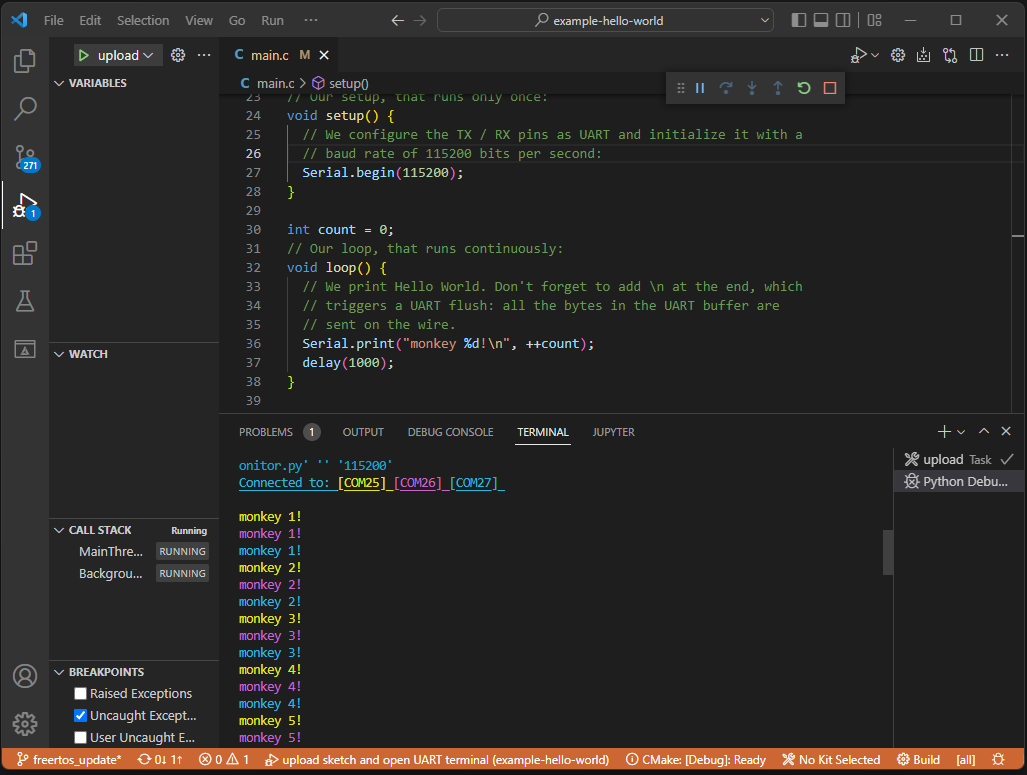 File Edit Selection View Go Run ··· example-hello-world
upload
C main.c M
C main.c > setup()
VARIABLES
23 // Our setup, that runs only once:
24 void setup() {
25 // We configure the TX / RX pins as UART and initialize it with a
26 // baud rate of 115200 bits per second:
27 Serial.begin(115200);
28 }
29
30 int count = 0;
31 // Our loop, that runs continuously:
32 void loop() {
33 // We print Hello World. Don't forget to add \n at the end, which
34 // triggers a UART flush: all the bytes in the UART buffer are
35 // sent on the wire.
36 Serial.print("monkey %d!\n", ++count);
37 delay(1000);
38 }
39
271
1
WATCH
CALL STACK Running
MainThre... RUNNING
Backgrou... RUNNING
BREAKPOINTS
Raised Exceptions
Uncaught Except...
User Uncaught E...
PROBLEMS 1 OUTPUT DEBUG CONSOLE TERMINAL JUPYTER
onitor.py' '' '115200'
Connected to: [COM25] [COM26] [COM27]
monkey 1!
monkey 1!
monkey 1!
monkey 2!
monkey 2!
monkey 2!
monkey 3!
monkey 3!
monkey 3!
monkey 4!
monkey 4!
monkey 4!
monkey 5!
monkey 5!
upload Task
Python Debu...
freertos_update* 0↓ 1↑ 0 1 upload sketch and open UART terminal (example-hello-world) CMake: [Debug]: Ready No Kit Selected Build [all]